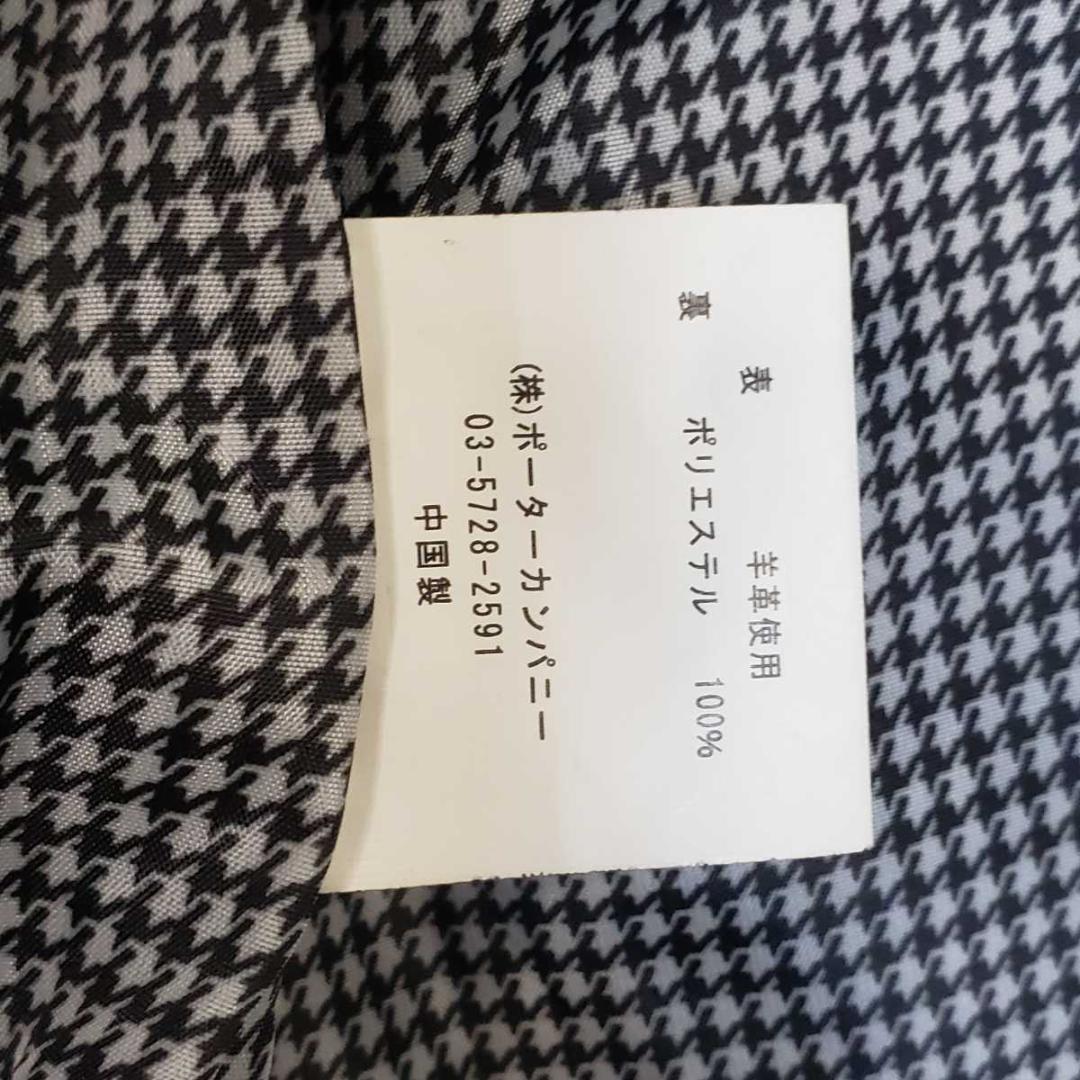 表 羊革使用
裏 ポリエステル 100%
(株)ポーターカンパニー
03-5728-2591
中国製